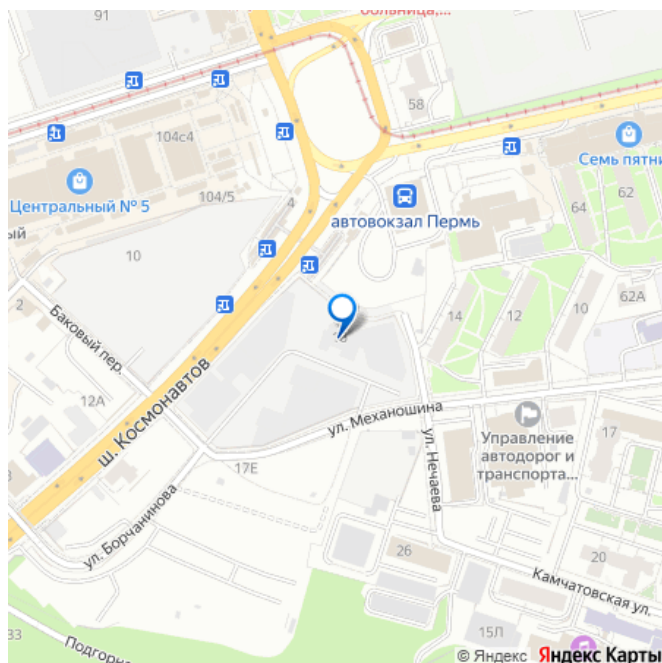 больница,...
91
58
104с4
Семь пятни
Центральный № 5
104/5
4
62
64
автовокзал Пермь
ый
10
2
62А
14
12
10
Баковый пер.
ш. Космонавтов
12А
ул. Механошина
Управление
автодорог и
транспорта...
17
ул. Нечаева
17Е
ул. Борчанинова
26
20
Камчатовская ул.
33
Подгорн
15Л
© Яндекс Яндекс Карты